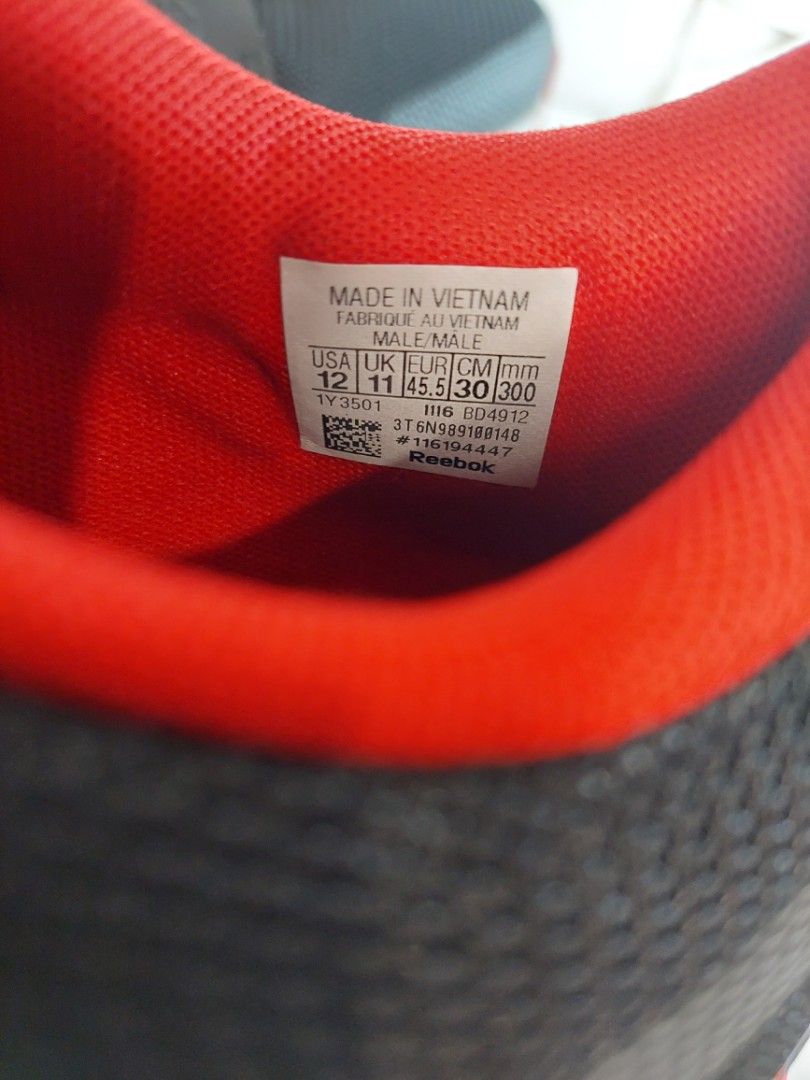 MADE IN VIETNAM
FABRIQUÉ AU VIETNAM
MALE/MÂLE
USA UK EUR CM mm
12 11 45.5 30 300
1Y3501 1116 BD4912
3T6N989100148
#116194447
Reebok